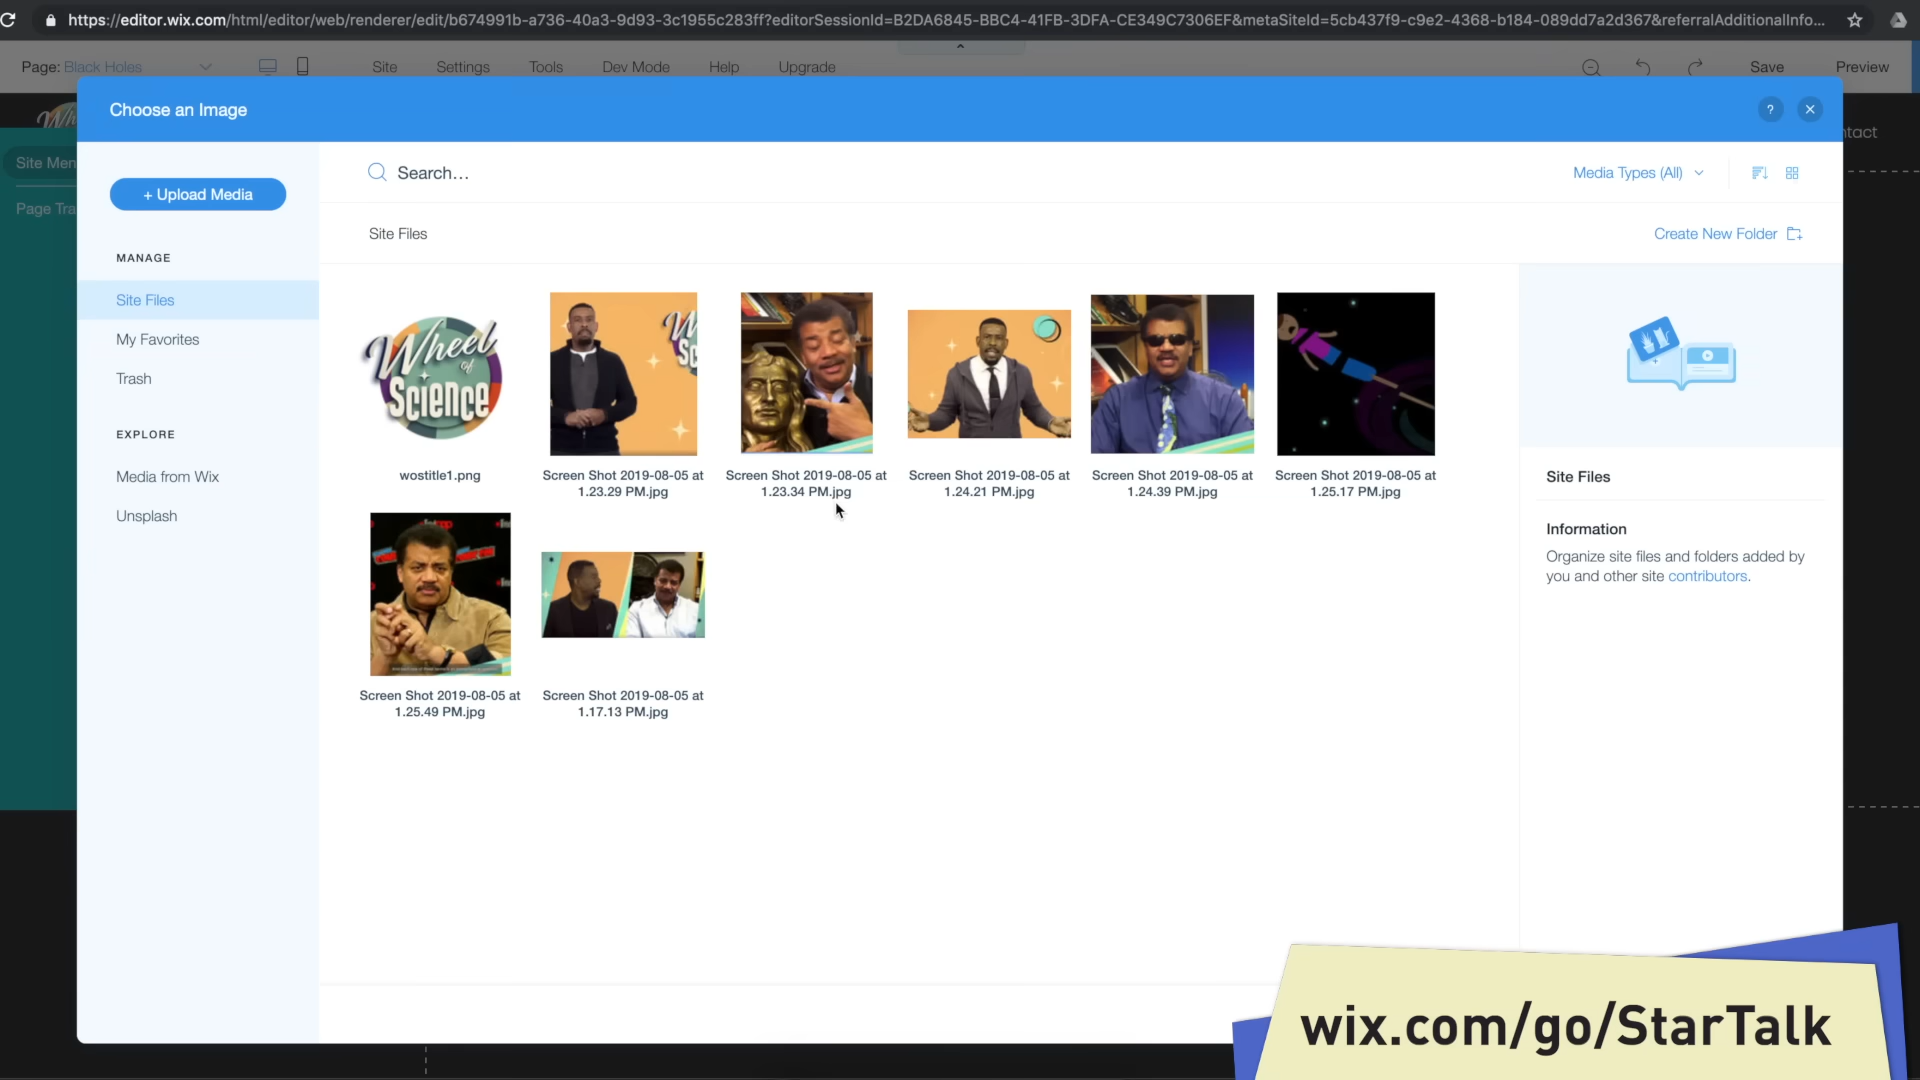 https://editor.wix.com/html/editor/web/renderer/edit/b674991b-a736-40a3-9d93-3c1955c283ff?editorSessionId=B2DA6845-BBC4-41FB-3DFA-CE349C7306EF&metaSiteId=5cb437f9-c9e2-4368-b184-089dd7a2d367&referralAdditionalInfo...
Page: Black Holes
Site
Settings
Tools
Dev Mode
Help
Upgrade
Save
Preview
Choose an Image
?
ntact
Site Men
Page Tra
+ Upload Media
MANAGE
Site Files
My Favorites
Trash
EXPLORE
Media from Wix
Unsplash
Search...
Media Types (All)
Site Files
Create New Folder
Wheel
of
Science
wostitle1.png
Screen Shot 2019-08-05 at
1.23.29 PM.jpg
Screen Shot 2019-08-05 at
1.23.34 PM.jpg
Screen Shot 2019-08-05 at
1.24.21 PM.jpg
Screen Shot 2019-08-05 at
1.24.39 PM.jpg
Screen Shot 2019-08-05 at
1.25.17 PM.jpg
Screen Shot 2019-08-05 at
1.25.49 PM.jpg
Screen Shot 2019-08-05 at
1.17.13 PM.jpg
Site Files
Information
Organize site files and folders added by
you and other site contributors.
wix.com/go/StarTalk